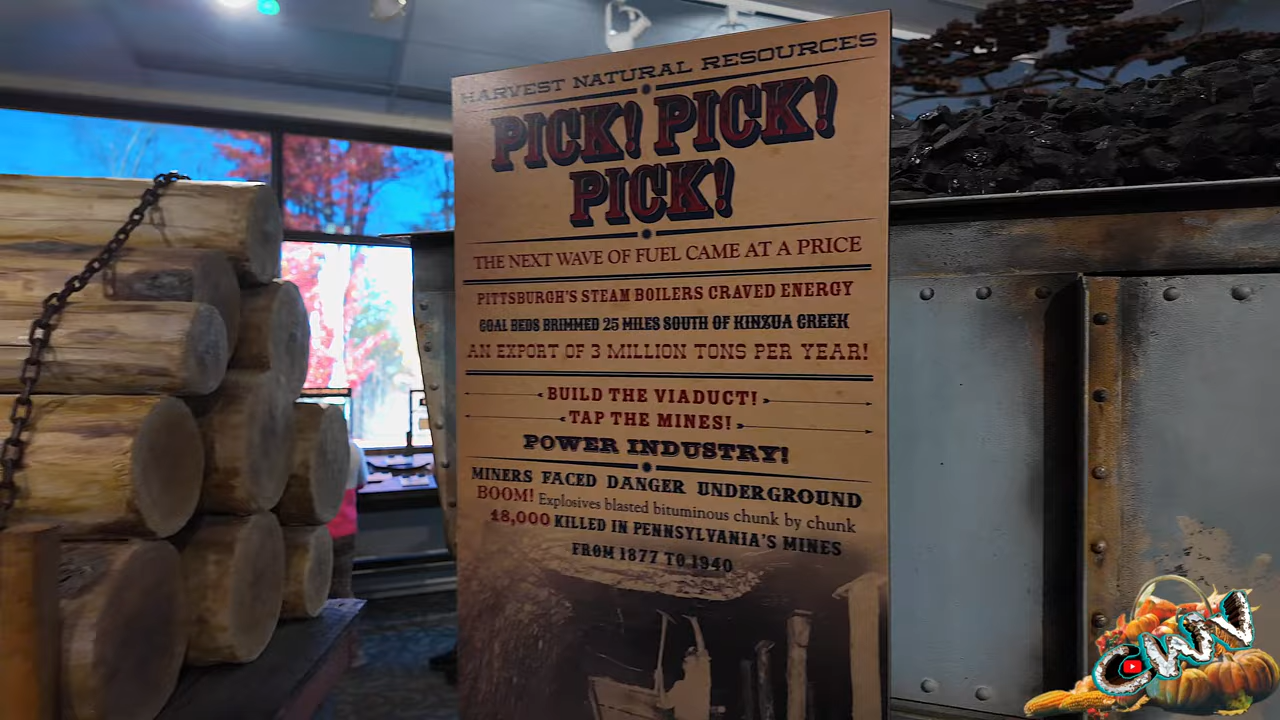 HARVEST NATURAL RESOURCES
PICK! PICK!
PICK!
THE NEXT WAVE OF FUEL CAME AT A PRICE
PITTSBURGH'S STEAM BOILERS CRAVED ENERGY
COAL BEDS BRIMMED 25 MILES SOUTH OF KINZUA CREEK
AN EXPORT OF 3 MILLION TONS PER YEAR!
BUILD THE VIADUCT!
TAP THE MINES!
POWER INDUSTRY!
MINERS FACED DANGER UNDERGROUND
BOOM! Explosives blasted bituminous chunk by chunk
18,000 KILLED IN PENNSYLVANIA'S MINES
FROM 1877 TO 1940
CWN